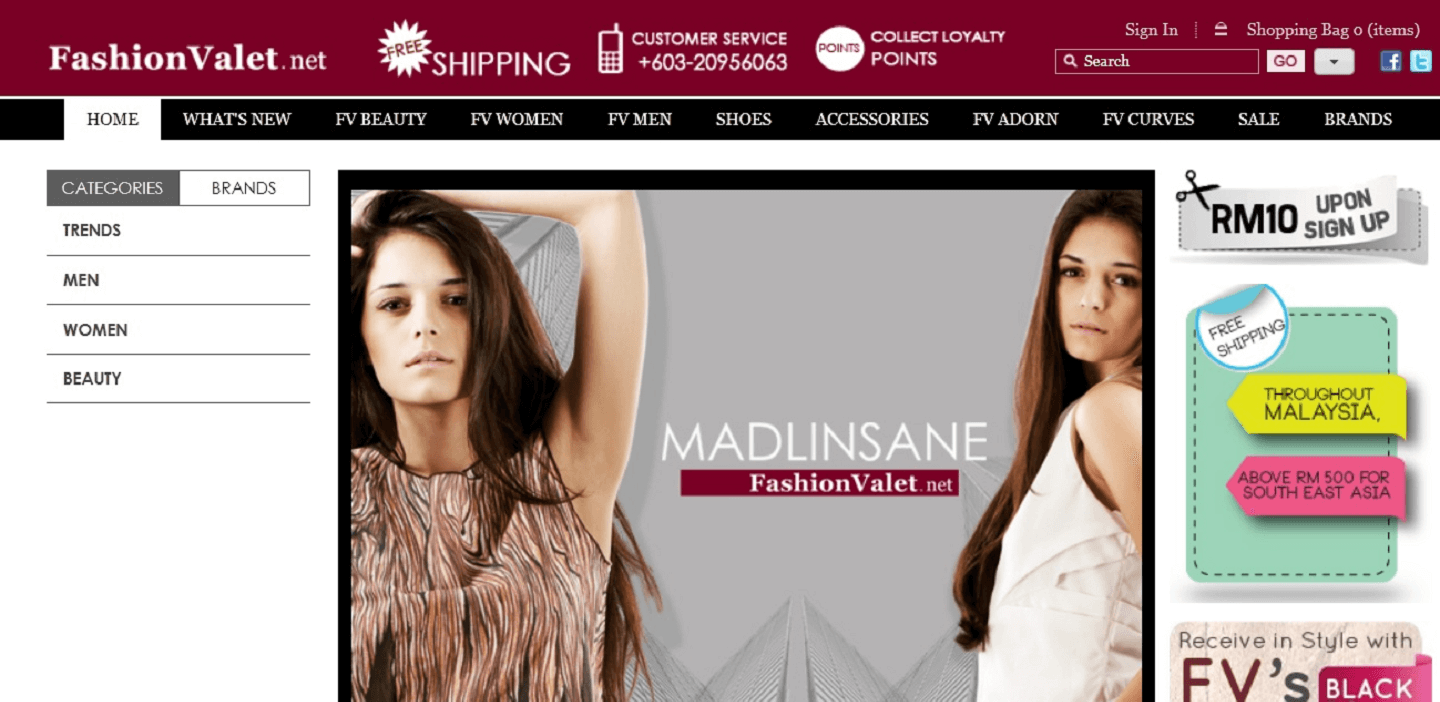 FashionValet.net
FREE SHIPPING
CUSTOMER SERVICE
+603-20956063
POINTS
COLLECT LOYALTY
POINTS
Sign In
Shopping Bag 0 (items)
Search
GO
f
t
HOME
WHAT'S NEW
FV BEAUTY
FV WOMEN
FV MEN
SHOES
ACCESSORIES
FV ADORN
FV CURVES
SALE
BRANDS
CATEGORIES
BRANDS
TRENDS
MEN
WOMEN
BEAUTY
MADLINSANE
FashionValet.net
RM10 UPON
SIGN UP
FREE
SHIPPING
THROUGHOUT
MALAYSIA,
ABOVE RM 500 FOR
SOUTH EAST ASIA
Receive in Style with
FV's BLACK